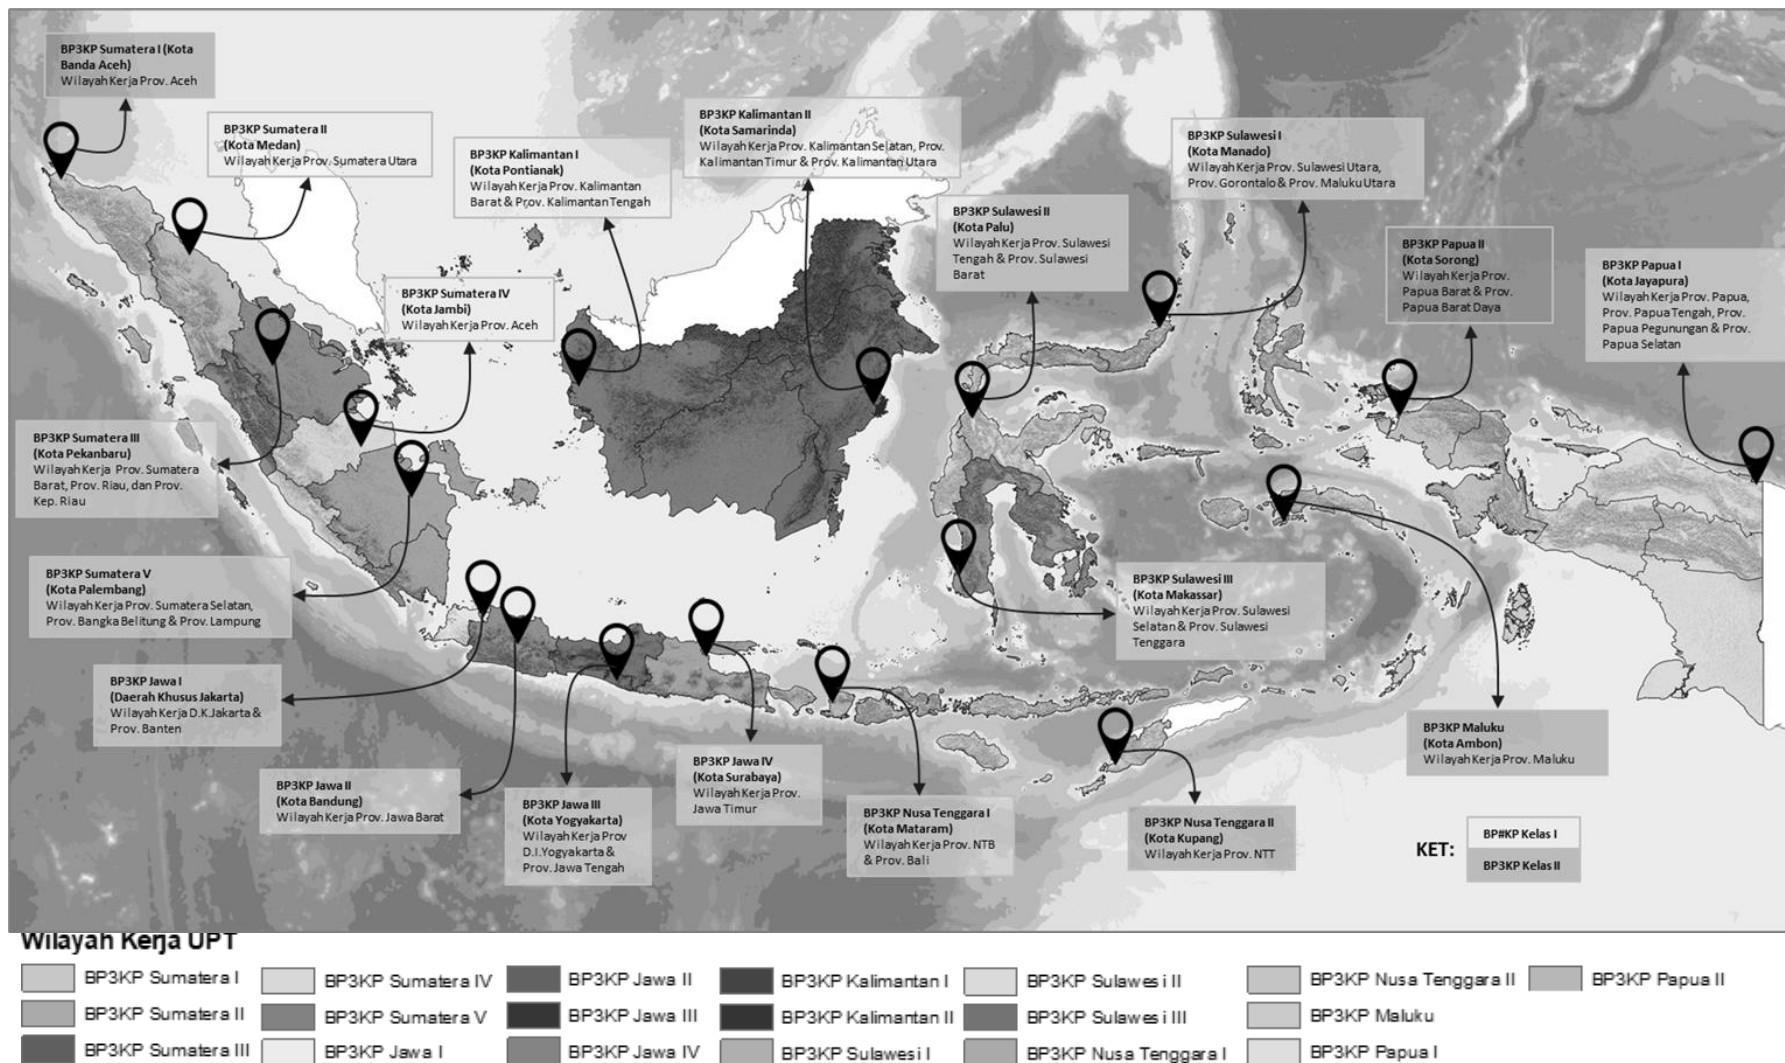 BP3KP Sumatera I (Kota
Banda Aceh)
Wilayah Kerja Prov. Aceh
BP3KP Sumatera II
(Kota Medan)
Wilayah Kerja Prov. Sumatera Utara
BP3KP Kalimantan I
(Kota Pontianak)
Wilayah Kerja Prov. Kalimantan
Barat & Prov. Kalimantan Tengah
BP3KP Kalimantan II
(Kota Samarinda)
Wilayah Kerja Prov. Kalimantan Selatan, Prov.
Kalimantan Timur & Prov. Kalimantan Utara
BP3KP Sulawesi I
(Kota Manado)
Wilayah Kerja Prov. Sulawesi Utara,
Prov. Gorontalo & Prov. Maluku Utara
BP3KP Sulawesi II
(Kota Palu)
Wilayah Kerja Prov. Sulawesi
Tengah & Prov. Sulawesi
Barat
BP3KP Papua II
(Kota Sorong)
Wilayah Kerja Prov.
Papua Barat & Prov.
Papua Barat Daya
BP3KP Papua I
(Kota Jayapura)
Wilayah Kerja Prov. Papua,
Prov. Papua Tengah, Prov.
Papua Pegunungan & Prov.
Papua Selatan
BP3KP Sumatera IV
(Kota Jambi)
Wilayah Kerja Prov. Aceh
BP3KP Sumatera III
(Kota Pekanbaru)
Wilayah Kerja Prov. Sumatera
Barat, Prov. Riau, dan Prov.
Kep. Riau
BP3KP Sumatera V
(Kota Palembang)
Wilayah Kerja Prov. Sumatera Selatan,
Prov. Bangka Belitung & Prov. Lampung
BP3KP Sulawesi III
(Kota Makassar)
Wilayah Kerja Prov. Sulawesi
Selatan & Prov. Sulawesi
Tenggara
BP3KP Jawa I
(Daerah Khusus Jakarta)
Wilayah Kerja D.K.Jakarta &
Prov. Banten
BP3KP Jawa II
(Kota Bandung)
Wilayah Kerja Prov. Jawa Barat
BP3KP Jawa III
(Kota Yogyakarta)
Wilayah Kerja Prov
D.I.Yogyakarta &
Prov. Jawa Tengah
BP3KP Jawa IV
(Kota Surabaya)
Wilayah Kerja Prov.
Jawa Timur
BP3KP Nusa Tenggara I
(Kota Mataram)
Wilayah Kerja Prov. NTB
& Prov. Bali
BP3KP Nusa Tenggara II
(Kota Kupang)
Wilayah Kerja Prov. NTT
BP3KP Maluku
(Kota Ambon)
Wilayah Kerja Prov. Maluku
KET:
BP#KP Kelas I
BP3KP Kelas II
Wilayah Kerja UPT
BP3KP Sumatera I
BP3KP Sumatera II
BP3KP Sumatera III
BP3KP Sumatera IV
BP3KP Sumatera V
BP3KP Jawa I
BP3KP Jawa II
BP3KP Jawa III
BP3KP Jawa IV
BP3KP Kalimantan I
BP3KP Kalimantan II
BP3KP Sulawesi I
BP3KP Sulawesi II
BP3KP Sulawesi III
BP3KP Nusa Tenggara I
BP3KP Nusa Tenggara II
BP3KP Maluku
BP3KP Papua I
BP3KP Papua II